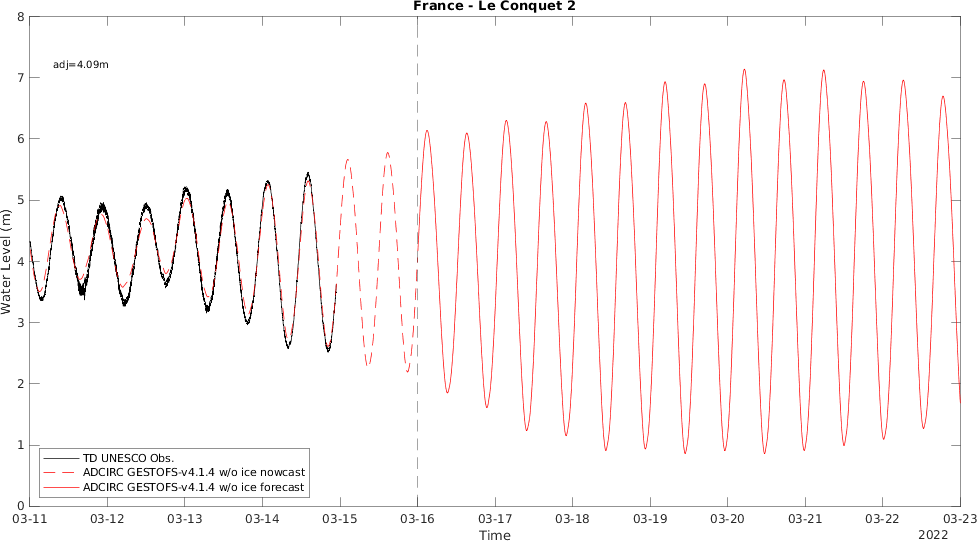 France - Le Conquet 2
adj=4.09m
8
7
6
5
4
3
2
1
0
Water Level (m)
TD UNESCO Obs.
ADCIRC GESTOFS-v4.1.4 w/o ice nowcast
ADCIRC GESTOFS-v4.1.4 w/o ice forecast
03-11 03-12 03-13 03-14 03-15 03-16 03-17 03-18 03-19 03-20 03-21 03-22 03-23
Time
2022